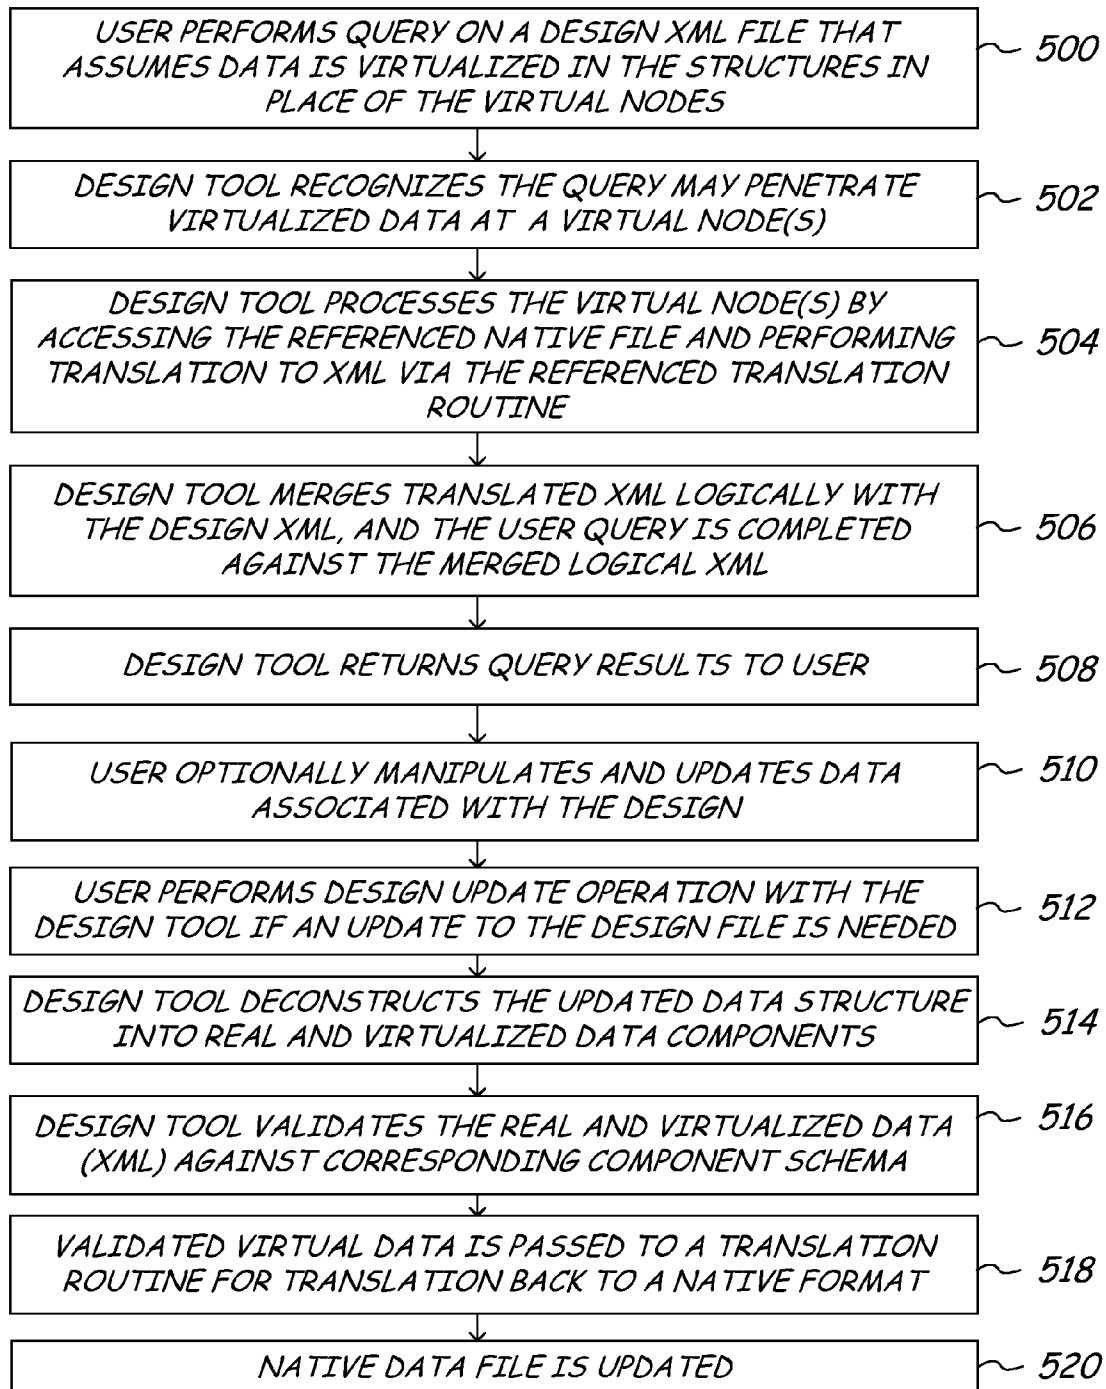 USER PERFORMS QUERY ON A DESIGN XML FILE THAT
ASSUMES DATA IS VIRTUALIZED IN THE STRUCTURES IN
PLACE OF THE VIRTUAL NODES
500
DESIGN TOOL RECOGNIZES THE QUERY MAY PENETRATE
VIRTUALIZED DATA AT A VIRTUAL NODE(S)
502
DESIGN TOOL PROCESSES THE VIRTUAL NODE(S) BY
ACCESSING THE REFERENCED NATIVE FILE AND PERFORMING
TRANSLATION TO XML VIA THE REFERENCED TRANSLATION
ROUTINE
504
DESIGN TOOL MERGES TRANSLATED XML LOGICALLY WITH
THE DESIGN XML, AND THE USER QUERY IS COMPLETED
AGAINST THE MERGED LOGICAL XML
506
DESIGN TOOL RETURNS QUERY RESULTS TO USER
508
USER OPTIONALLY MANIPULATES AND UPDATES DATA
ASSOCIATED WITH THE DESIGN
510
USER PERFORMS DESIGN UPDATE OPERATION WITH THE
DESIGN TOOL IF AN UPDATE TO THE DESIGN FILE IS NEEDED
512
DESIGN TOOL DECONSTRUCTS THE UPDATED DATA STRUCTURE
INTO REAL AND VIRTUALIZED DATA COMPONENTS
514
DESIGN TOOL VALIDATES THE REAL AND VIRTUALIZED DATA
(XML) AGAINST CORRESPONDING COMPONENT SCHEMA
516
VALIDATED VIRTUAL DATA IS PASSED TO A TRANSLATION
ROUTINE FOR TRANSLATION BACK TO A NATIVE FORMAT
518
NATIVE DATA FILE IS UPDATED
520